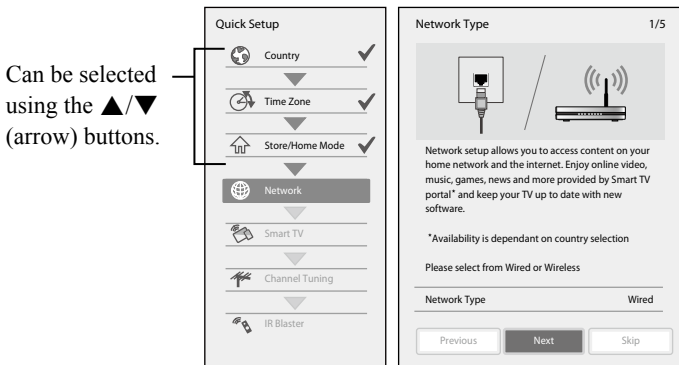 Can be selected
using the ▲/▼
(arrow) buttons.
Quick Setup
Country
Time Zone
Store/Home Mode
Network
Smart TV
Channel Tuning
IR Blaster
Network Type 1/5
Network setup allows you to access content on your
home network and the internet. Enjoy online video,
music, games, news and more provided by Smart TV
portal* and keep your TV up to date with new
software.
*Availability is dependant on country selection
Please select from Wired or Wireless
Network Type Wired
Previous Next Skip